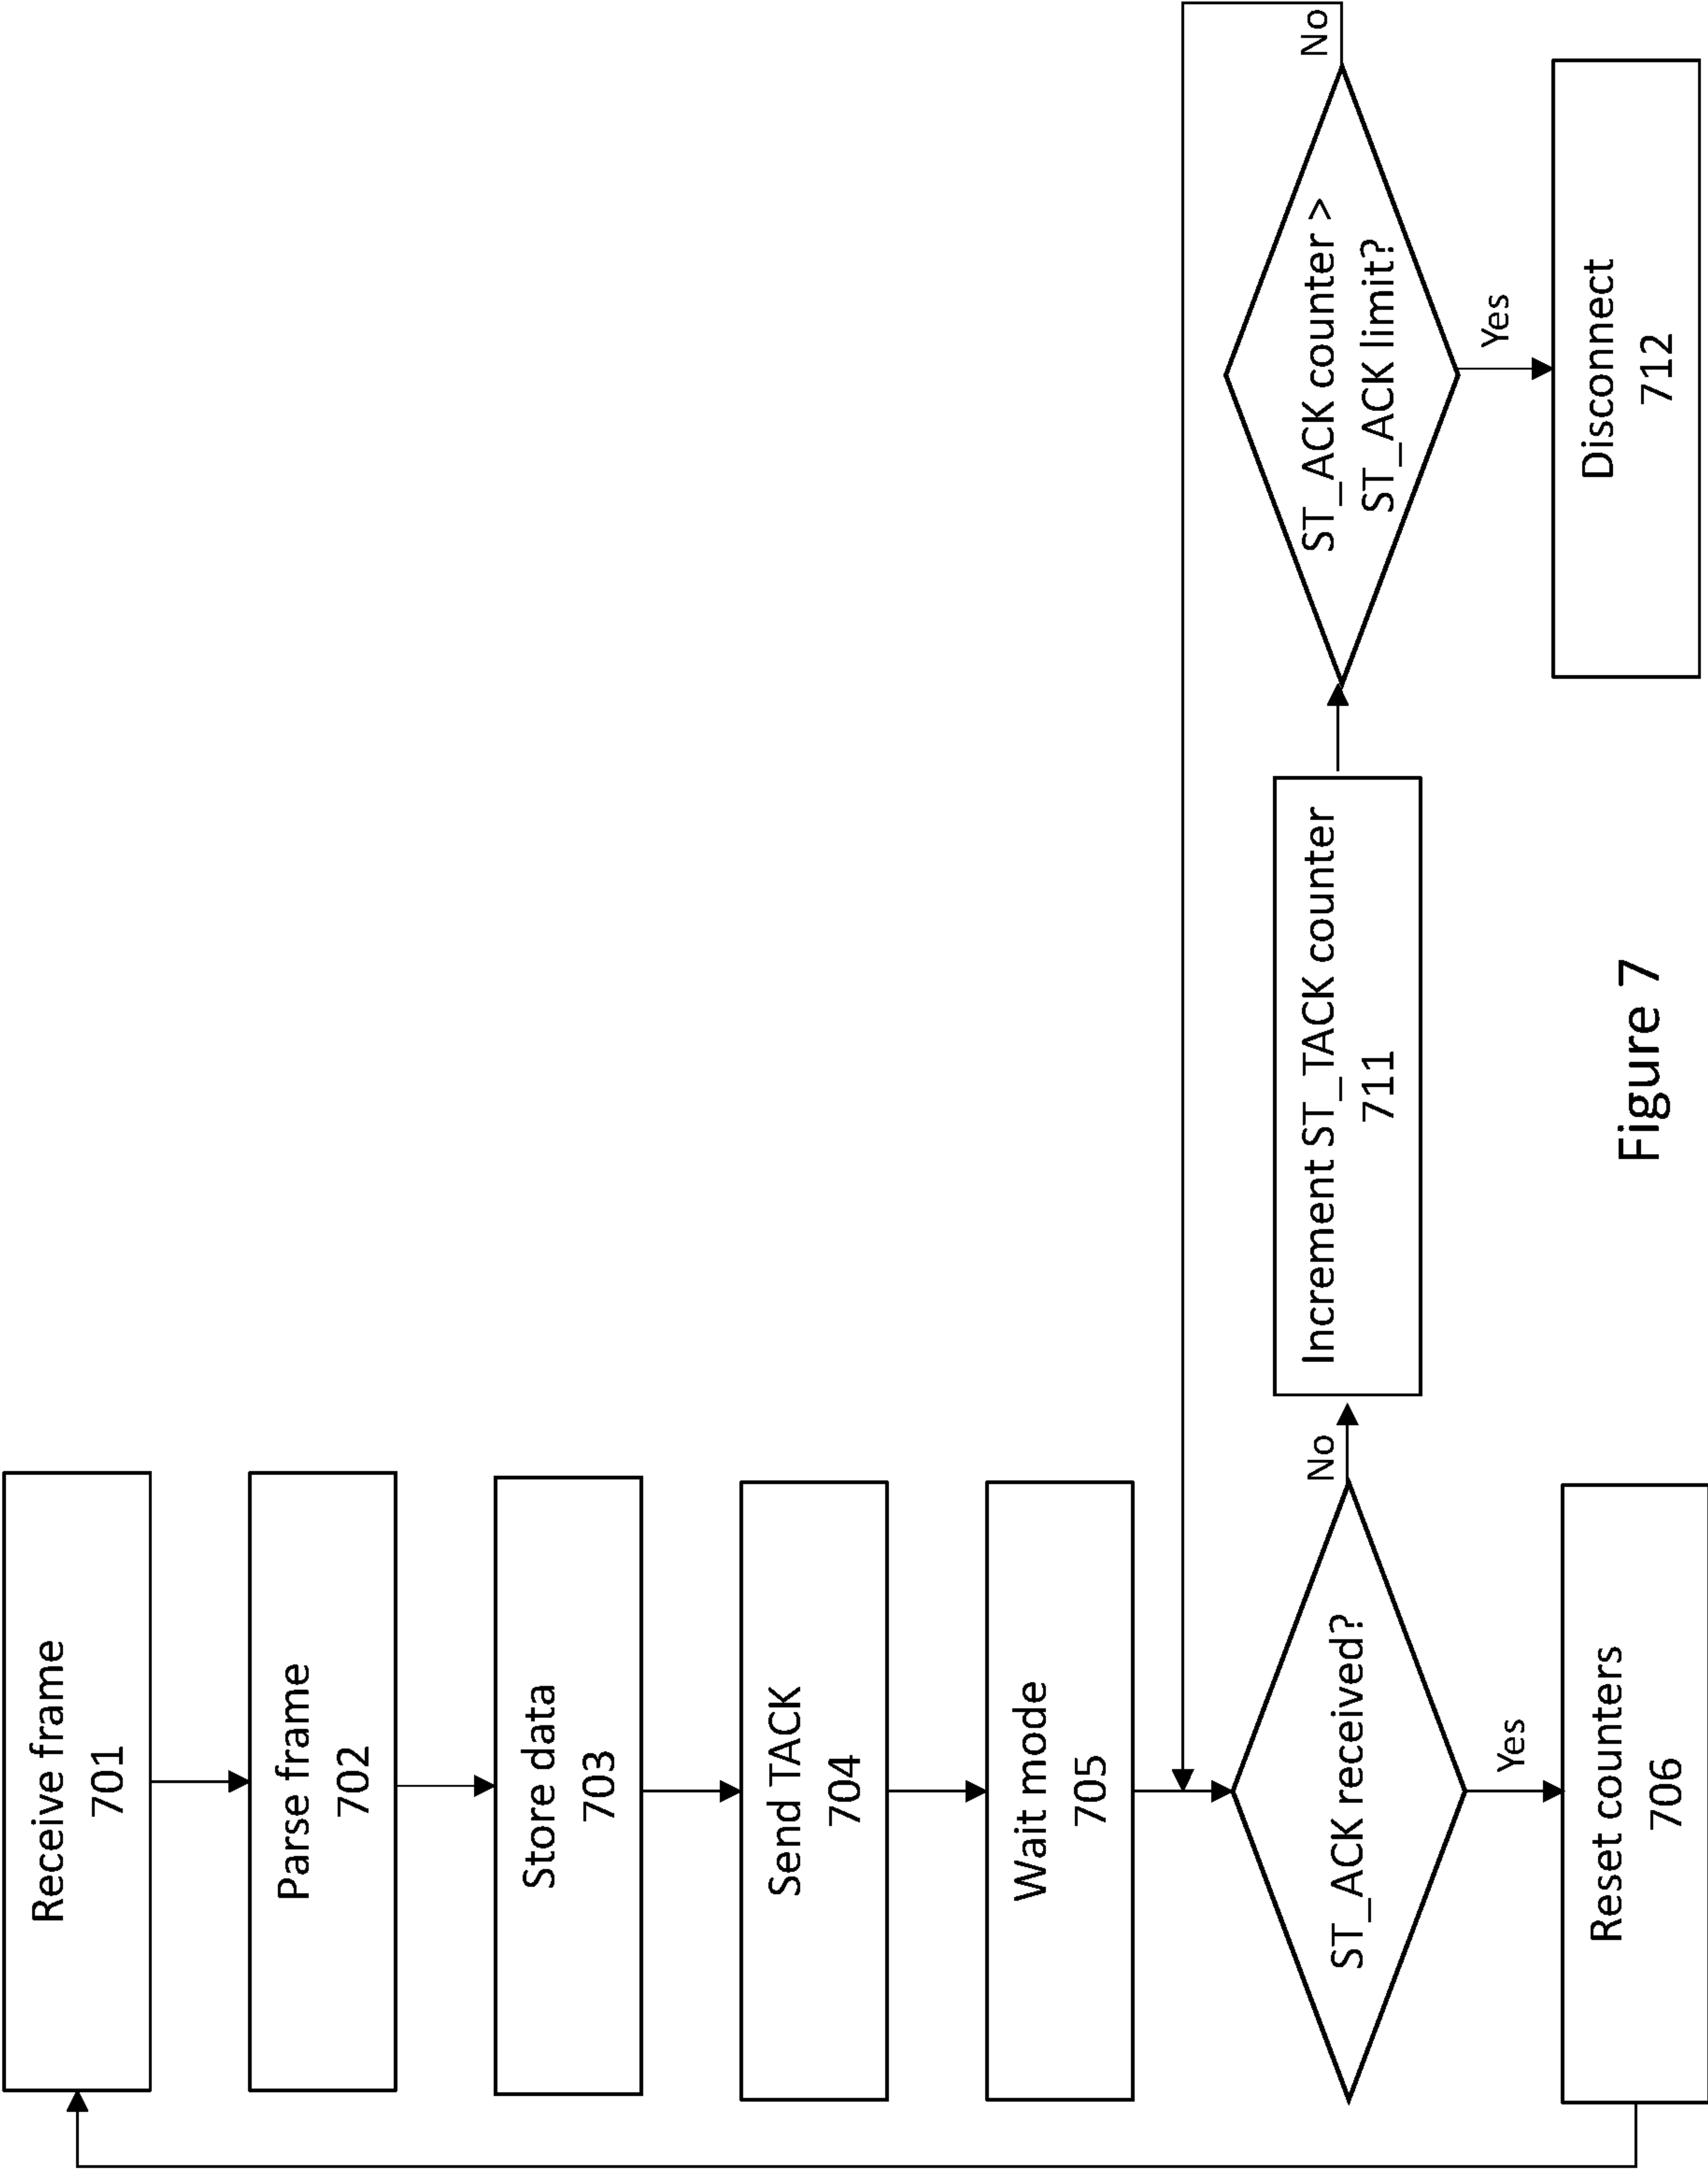 Receive frame
701
Parse frame
702
Store data
703
Send TACK
704
Wait mode
705
ST_ACK received?
No
Yes
Reset counters
706
Increment ST_TACK counter
711
ST_ACK counter >
ST_ACK limit?
No
Yes
Disconnect
712
Figure 7